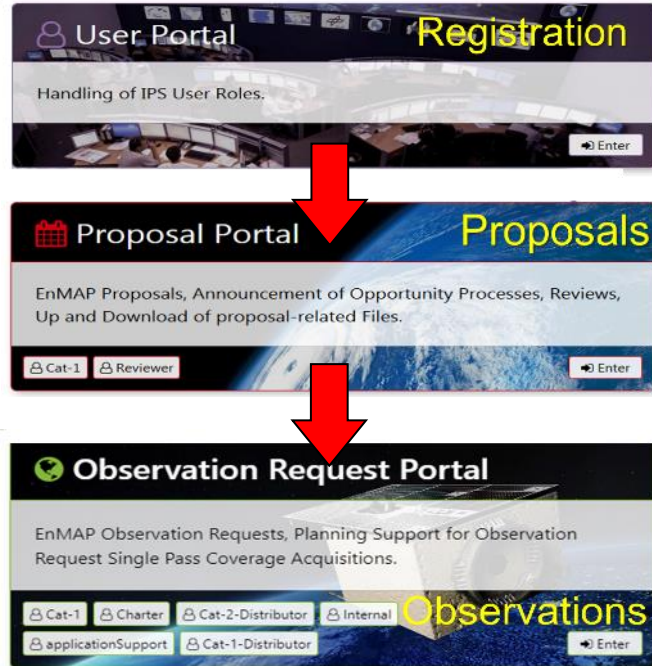 User Portal
Registration
Handling of IPS User Roles.
Enter
Proposal Portal
Proposals
EnMAP Proposals, Announcement of Opportunity Processes, Reviews,
Up and Download of proposal-related Files.
Cat-1 Reviewer Enter
Observation Request Portal
EnMAP Observation Requests, Planning Support for Observation
Request Single Pass Coverage Acquisitions.
Cat-1 Charter Cat-2-Distributor Internal Observations
applicationSupport Cat-1-Distributor Enter